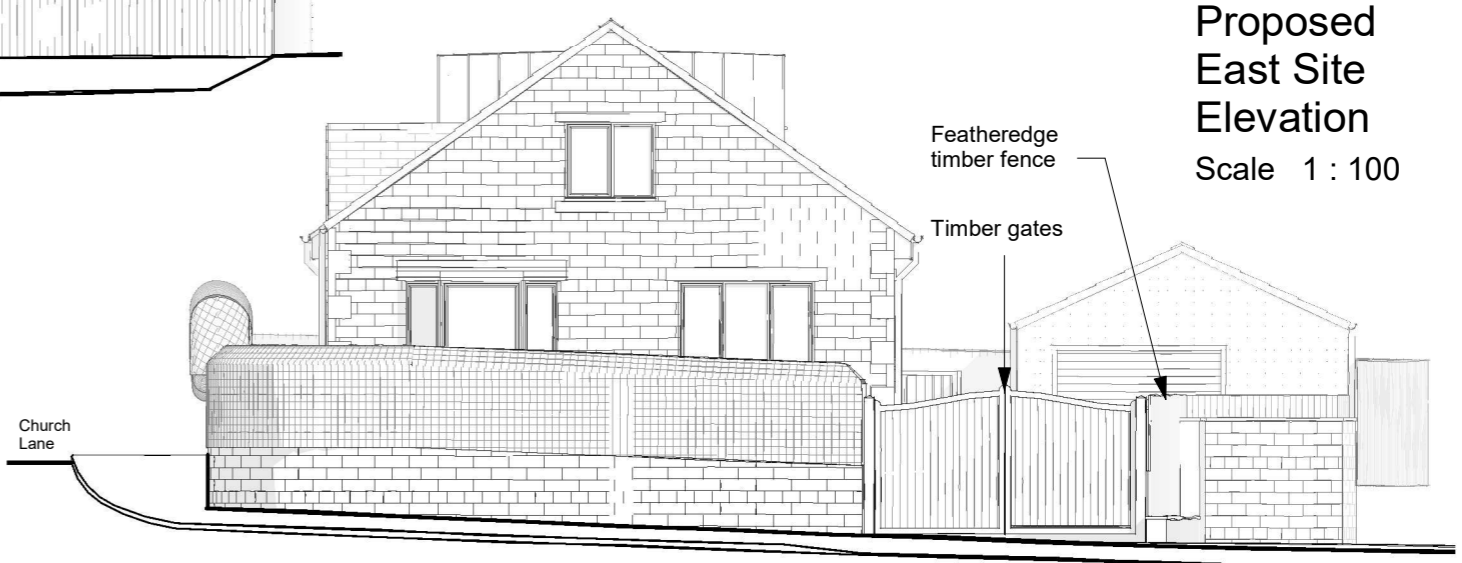 Proposed
East Site
Elevation
Scale 1 : 100
Featheredge
timber fence
Timber gates
Church
Lane